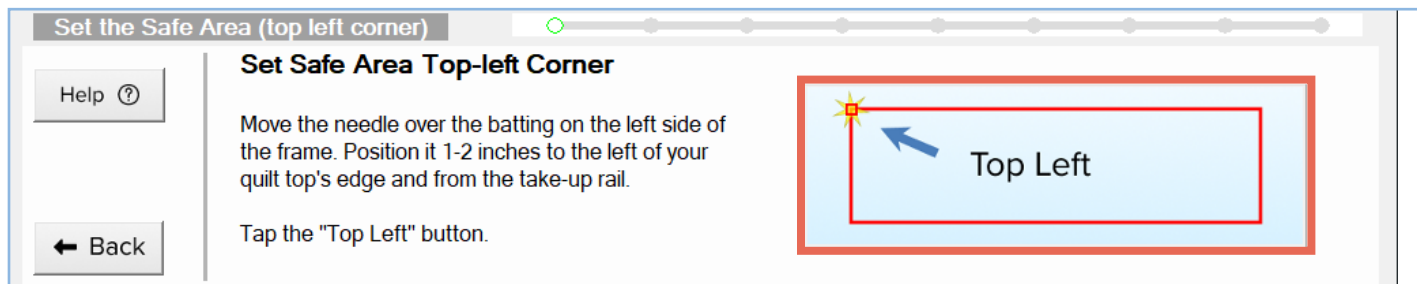 Set the Safe Area (top left corner)
Set Safe Area Top-left Corner
Help ?
Move the needle over the batting on the left side of
the frame. Position it 1-2 inches to the left of your
quilt top's edge and from the take-up rail.
Top Left
Tap the "Top Left" button.
Back